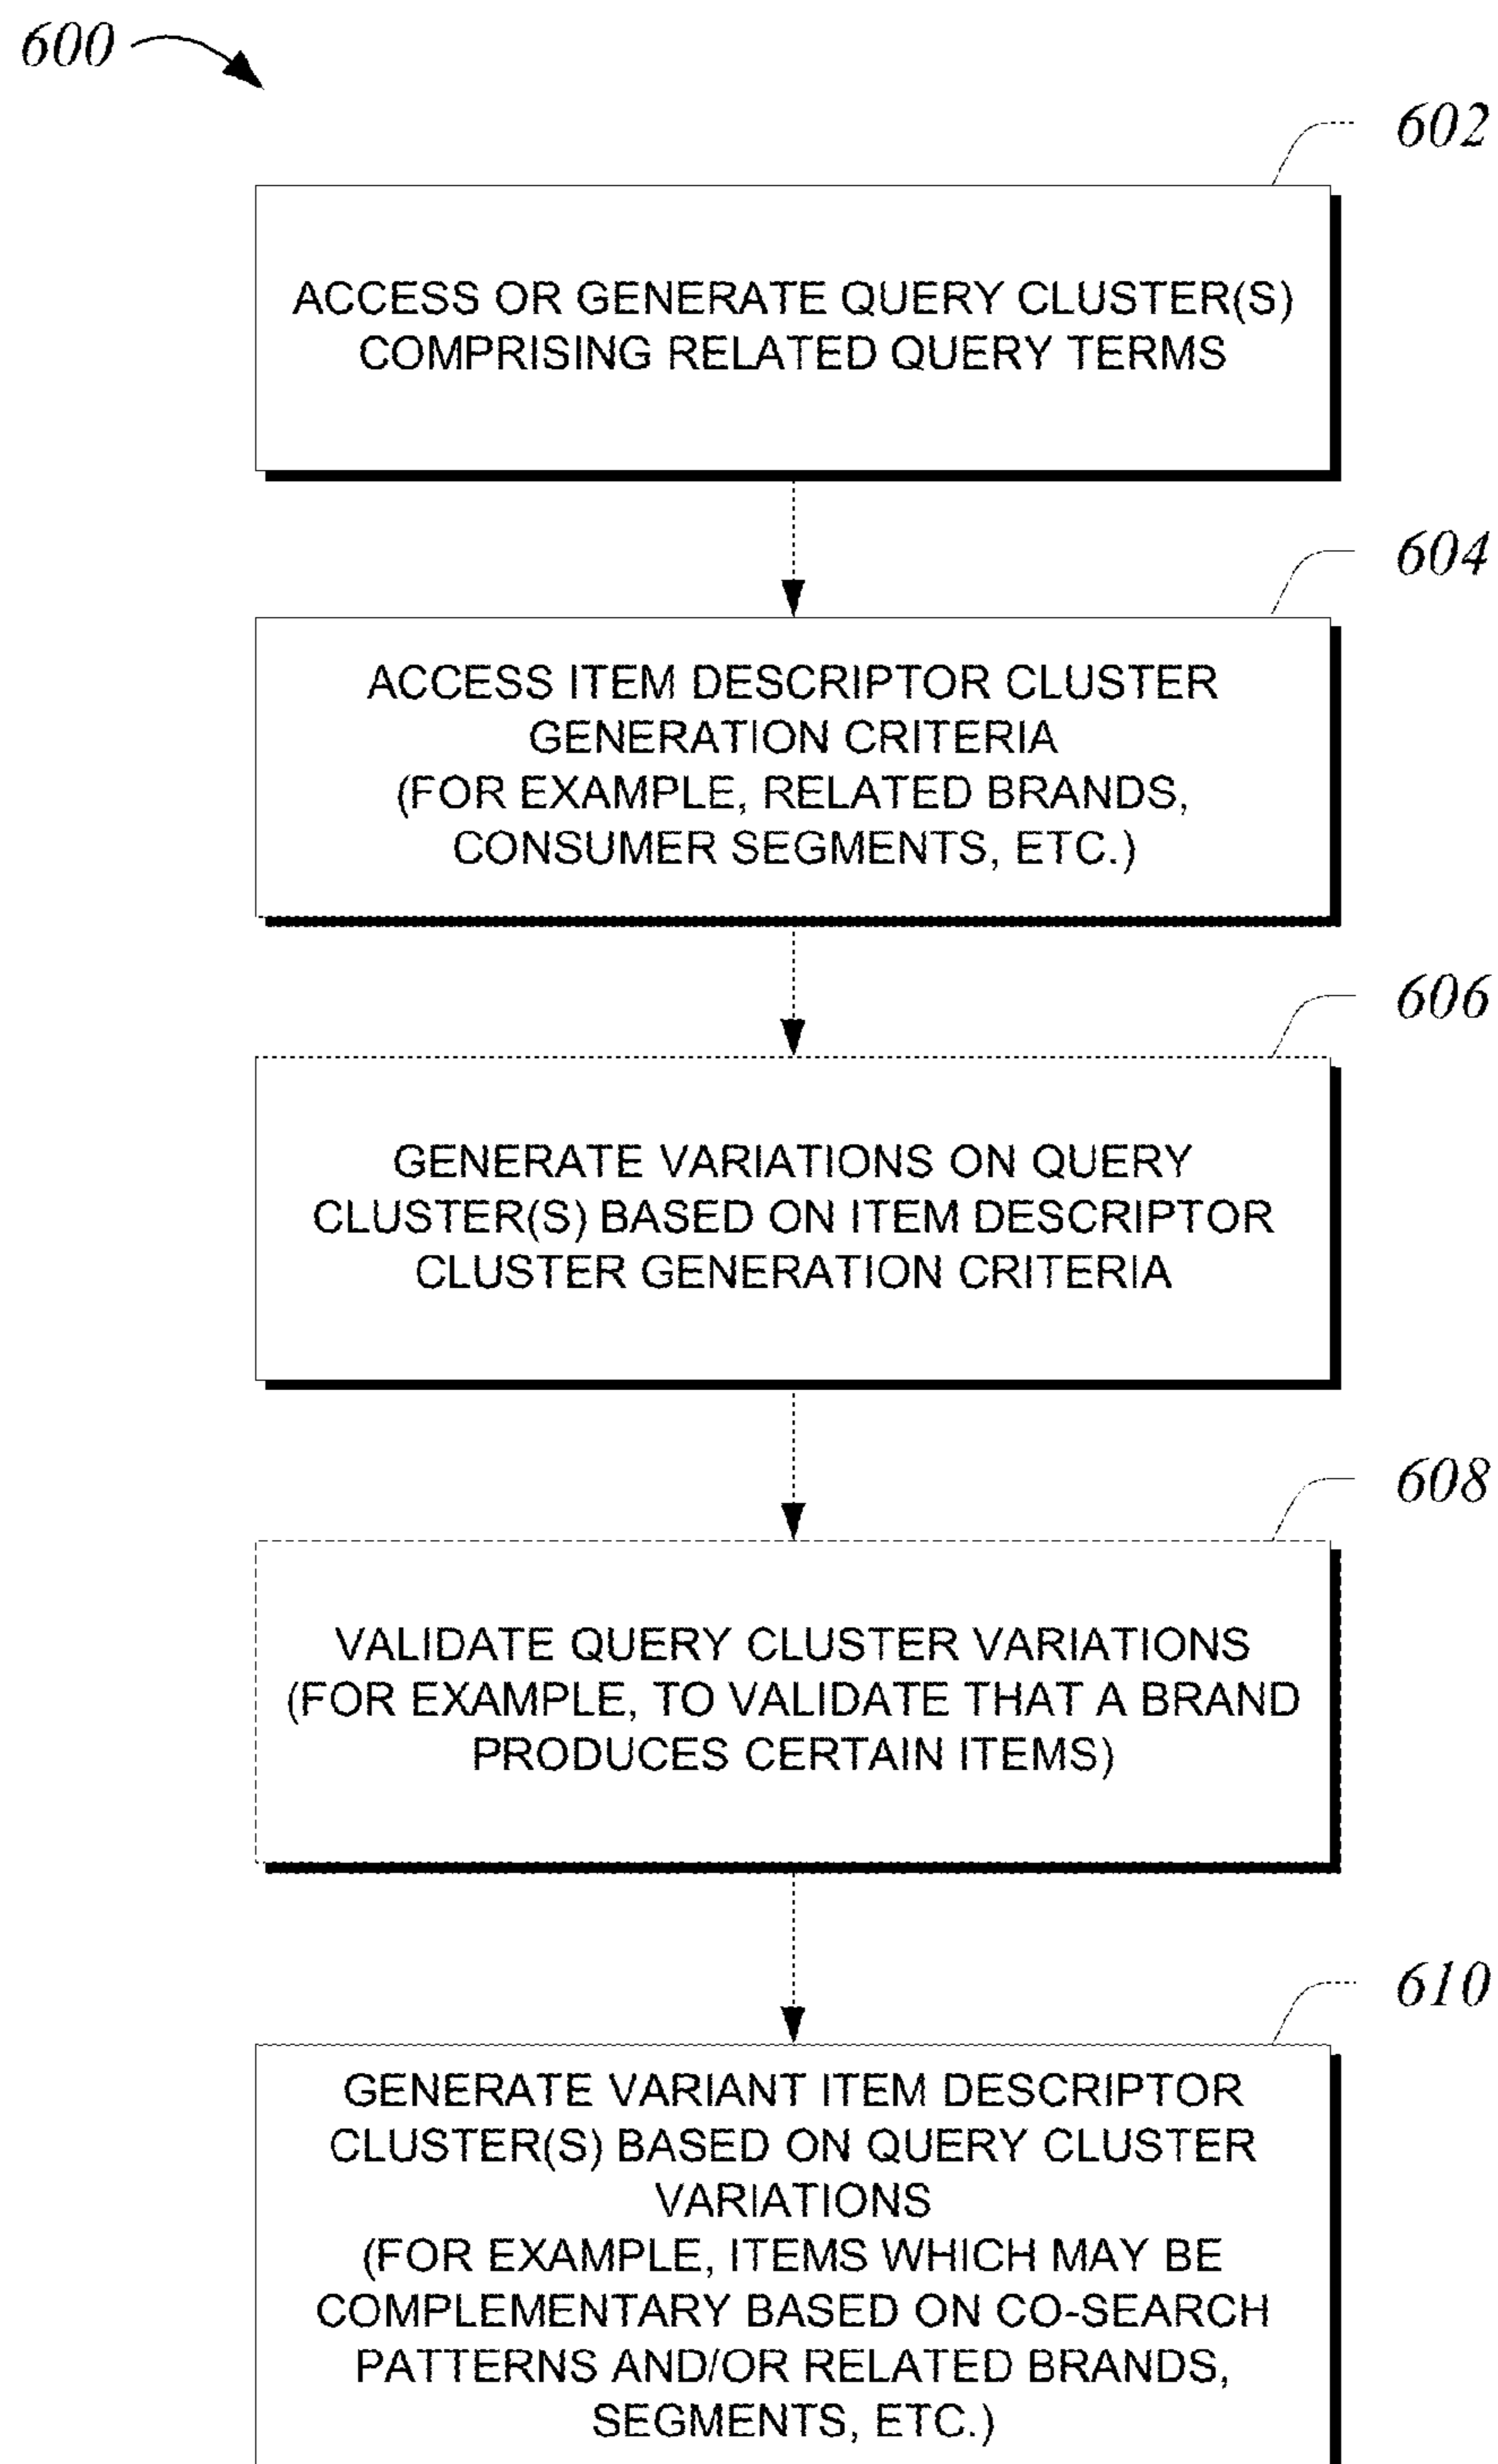 600
602
ACCESS OR GENERATE QUERY CLUSTER(S)
COMPRISING RELATED QUERY TERMS
604
ACCESS ITEM DESCRIPTOR CLUSTER
GENERATION CRITERIA
(FOR EXAMPLE, RELATED BRANDS,
CONSUMER SEGMENTS, ETC.)
606
GENERATE VARIATIONS ON QUERY
CLUSTER(S) BASED ON ITEM DESCRIPTOR
CLUSTER GENERATION CRITERIA
608
VALIDATE QUERY CLUSTER VARIATIONS
(FOR EXAMPLE, TO VALIDATE THAT A BRAND
PRODUCES CERTAIN ITEMS)
610
GENERATE VARIANT ITEM DESCRIPTOR
CLUSTER(S) BASED ON QUERY CLUSTER
VARIATIONS
(FOR EXAMPLE, ITEMS WHICH MAY BE
COMPLEMENTARY BASED ON CO-SEARCH
PATTERNS AND/OR RELATED BRANDS,
SEGMENTS, ETC.)